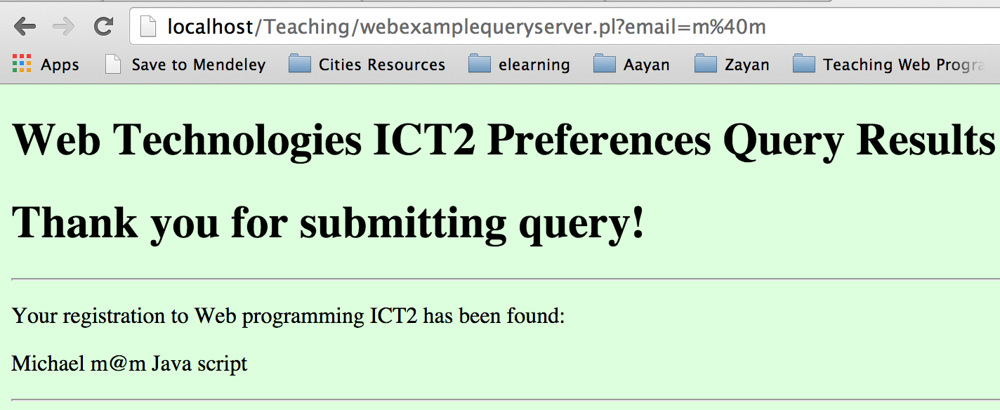 localhost/Teaching/webexamplequeryserver.pl?email=m%40m
Apps Save to Mendeley Cities Resources elearning Aayan Zayan Teaching Web Progra
Web Technologies ICT2 Preferences Query Results
Thank you for submitting query!
Your registration to Web programming ICT2 has been found:
Michael m@m Java script